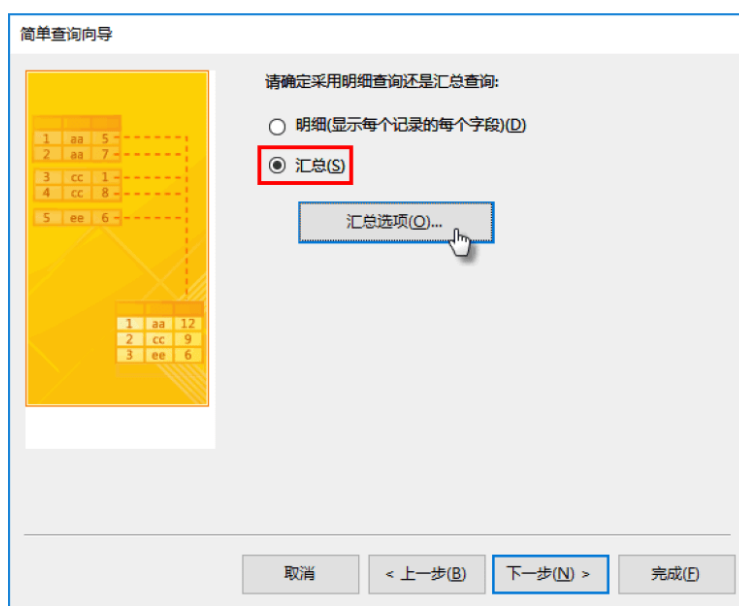 简单查询向导
请确定采用明细查询还是汇总查询:
明细(显示每个记录的每个字段)(D)
汇总(S)
汇总选项(O)...
1 aa 5
2 aa 7
3 cc 1
4 cc 8
5 ee 6
1 aa 12
2 cc 9
3 ee 6
取消 < 上一步(B) 下一步(N) > 完成(F)